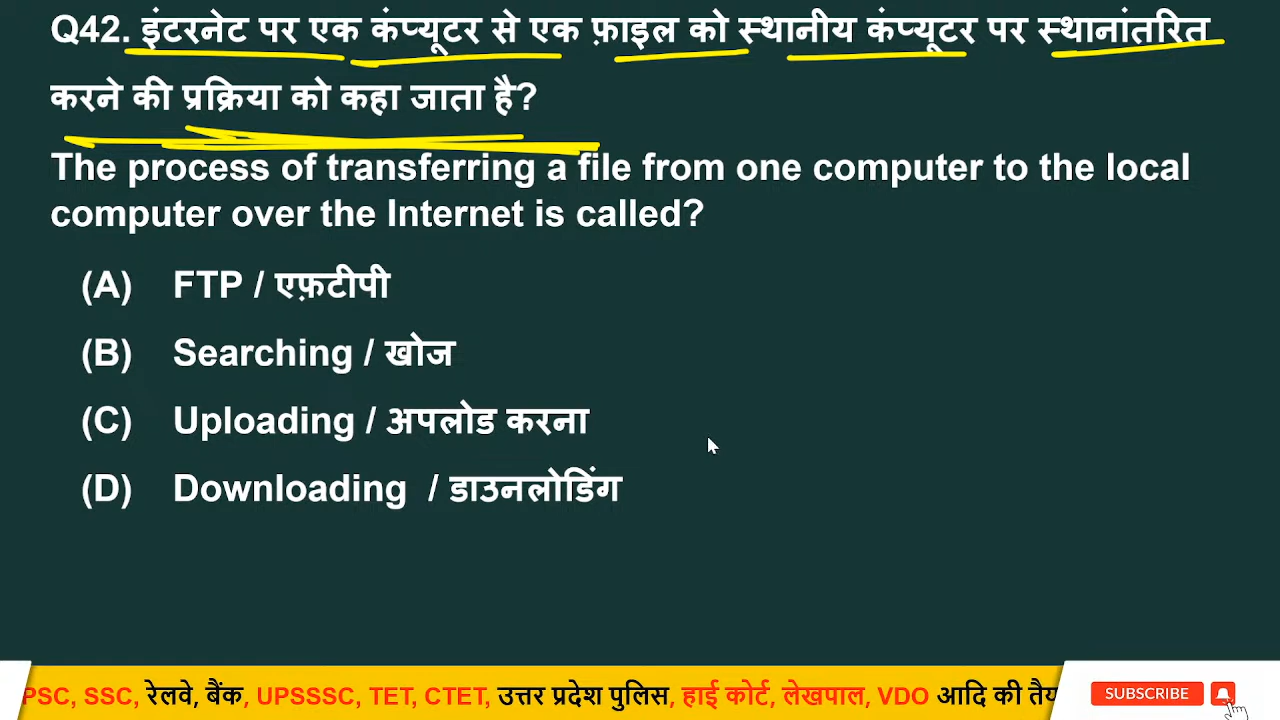 Q42. इंटरनेट पर एक कंप्यूटर से एक फ़ाइल को स्थानीय कंप्यूटर पर स्थानांतरित
करने की प्रक्रिया को कहा जाता है?
The process of transferring a file from one computer to the local
computer over the Internet is called?
(A) FTP / एफ़टीपी
(B) Searching / खोज
(C) Uploading / अपलोड करना
(D) Downloading / डाउनलोडिंग
PSC, SSC, रेलवे, बैंक, UPSSSC, TET, CTET, उत्तर प्रदेश पुलिस, हाई कोर्ट, लेखपाल, VDO आदि की तैय
SUBSCRIBE